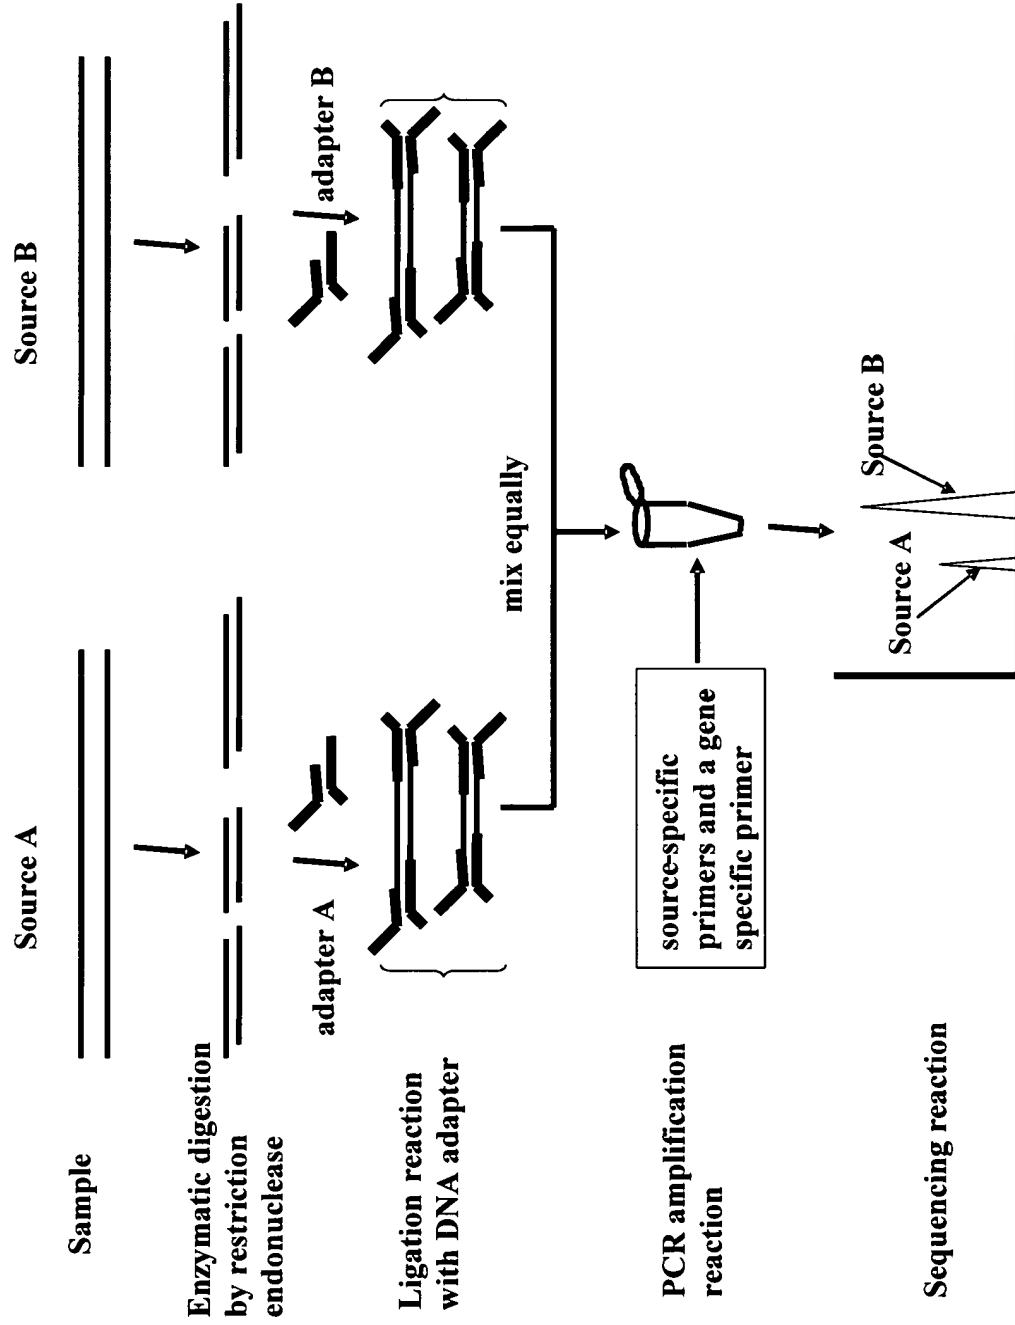 Source A
Source B
Sample
Enzymatic digestion
by restriction
endonuclease
adapter A
adapter B
Ligation reaction
with DNA adapter
mix equally
PCR amplification
reaction
source-specific
primers and a gene
specific primer
Sequencing reaction
Source A
Source B